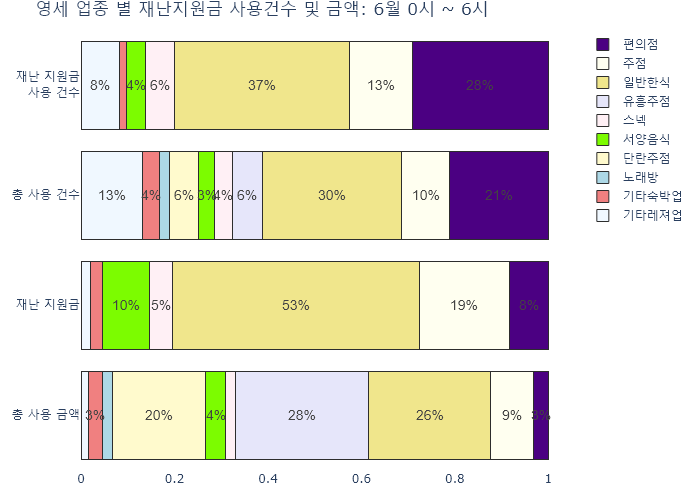 영세 업종 별 재난지원금 사용건수 및 금액: 6월 0시 ~ 6시
재난 지원금
사용 건수
8%
4%
6%
37%
13%
28%
총 사용 건수
13%
4%
6%
3%
4%
6%
30%
10%
21%
재난 지원금
10%
5%
53%
19%
8%
총 사용 금액
3%
20%
4%
28%
26%
9%
3%
0
0.2
0.4
0.6
0.8
1
편의점
주점
일반한식
유흥주점
스넥
서양음식
단란주점
노래방
기타숙박업
기타레져업